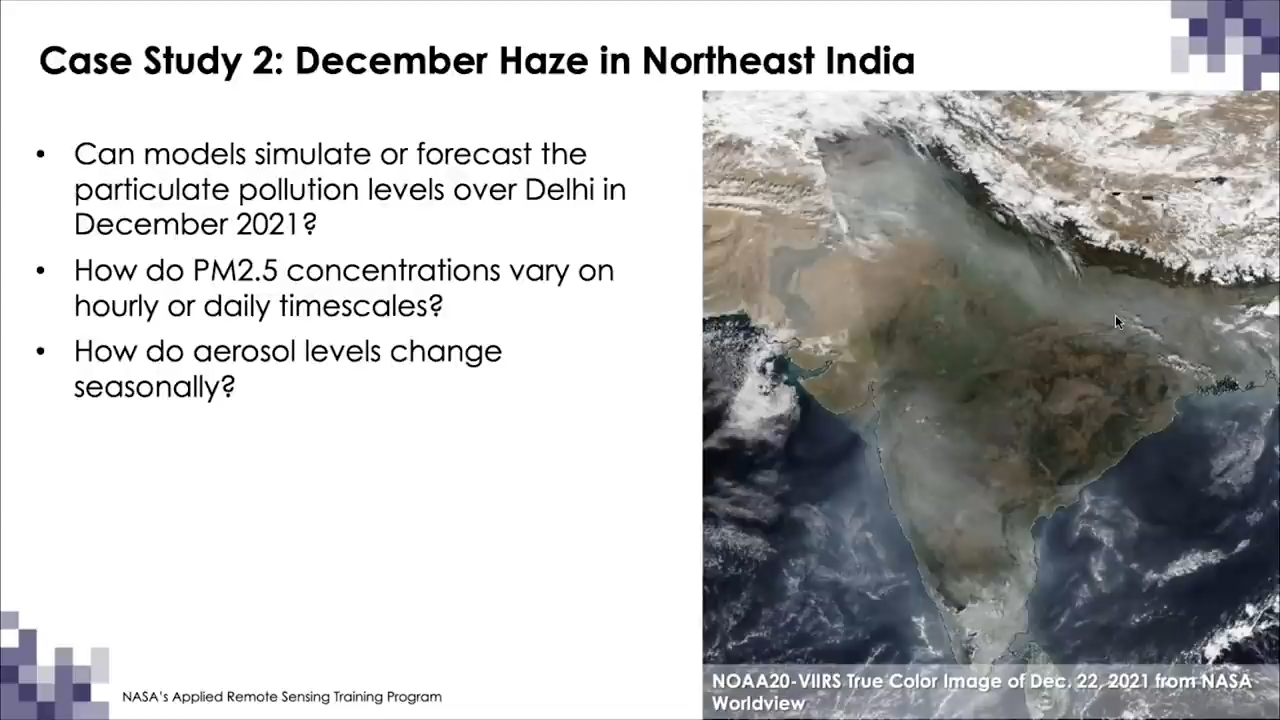 Case Study 2: December Haze in Northeast India
• Can models simulate or forecast the
particulate pollution levels over Delhi in
December 2021?
• How do PM2.5 concentrations vary on
hourly or daily timescales?
• How do aerosol levels change
seasonally?
NOAA20-VIIRS True Color Image of Dec. 22, 2021 from NASA
Worldview
NASA's Applied Remote Sensing Training Program